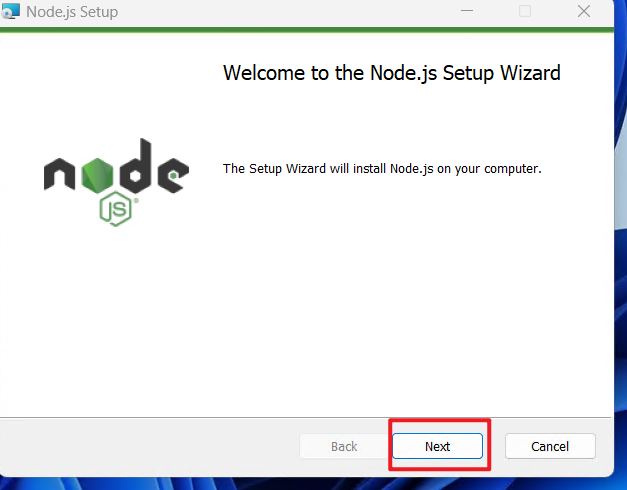 Node.js Setup
Welcome to the Node.js Setup Wizard
node
JS
The Setup Wizard will install Node.js on your computer.
Back
Next
Cancel